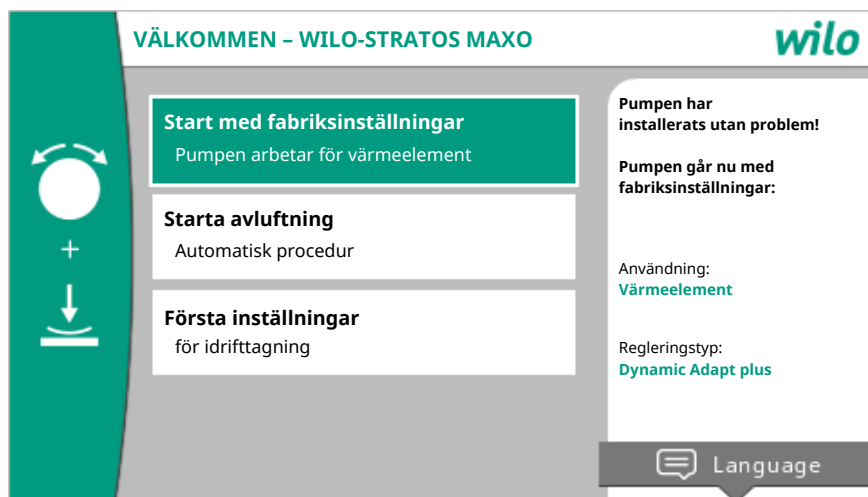 VÄLKOMMEN – WILO-STRATOS MAXO
wilo
Start med fabriksinställningar
Pumpen arbetar för värmeelement
Starta avluftning
Automatisk procedur
Första inställningar
för idrifttagning
+
Pumpen har
installerats utan problem!
Pumpen går nu med
fabriksinställningar:
Användning:
Värmeelement
Regleringstyp:
Dynamic Adapt plus
Language